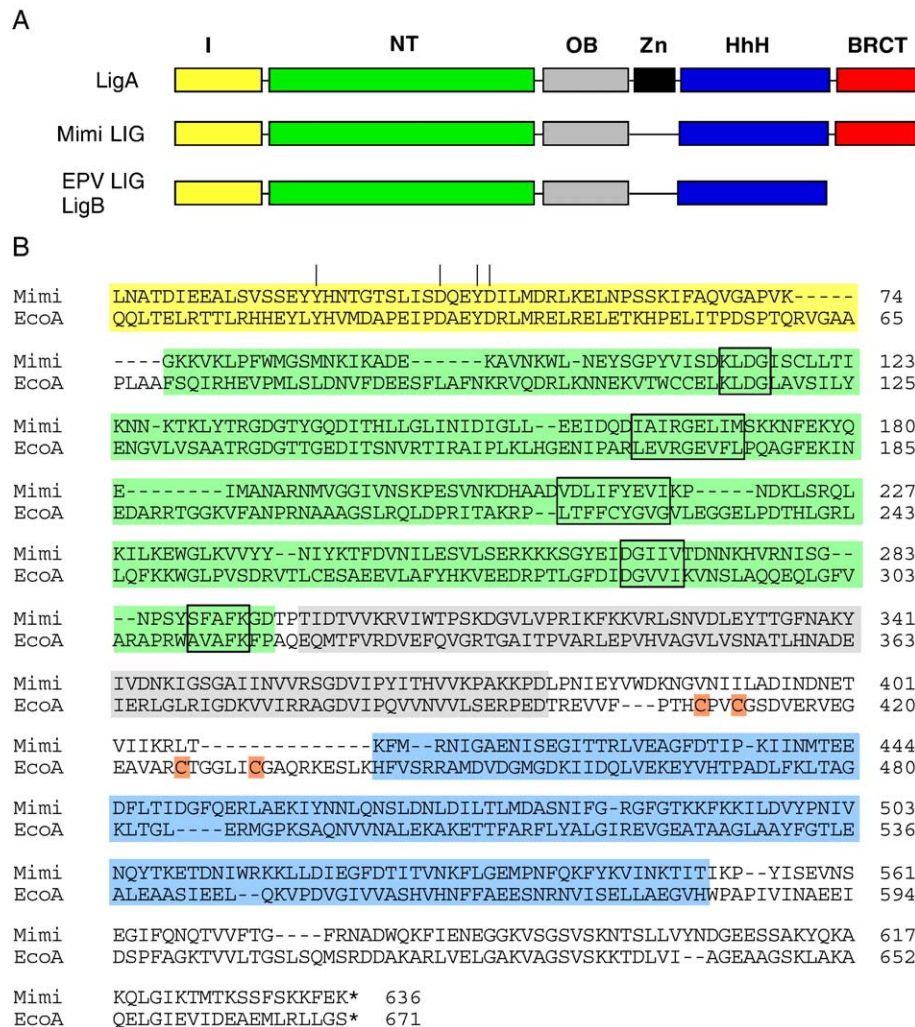 A
I NT OB Zn HhH BRCT
LigA
Mimi LIG
EPV LIG
LigB
B
Mimi LNATDIEEALSVSSEYYHNTGTSLISDQEYDILMDRLKELNPSSKIFAQVGAPVK----- 74
EcoA QQLTELRTTLRHHEYLYHVMDAPEIPDAEYDRLMRELRELETKHPELITPDSPTQRVGAA 65
Mimi ----GKKVKLPFWMGSMNKIKADE------KAVNKWL-NEYSGPYVISDKLDGISCLLTI 123
EcoA PLAAFSQIRHEVPMLSLDNVFDEESFLAFNKRVQDRLKNNEKVTWCCELKLDGLAVSILY 125
Mimi KNN-KTKLYTRGDGTYGQDITHLLGLINIDIGLL--EEIDQDIAIRGELIMSKKNFEKYQ 180
EcoA ENGVLVSAATRGDGTTGEDITSNVRTIRAIPLKLHGENIPARLEVRGEVFLPQAGFEKIN 185
Mimi E--------IMANARNMVGGIVNSKPESVNKDHAADVDLIFYEVIKP-----NDKLSRQL 227
EcoA EDARRTGGKVFANPRNAAAGSLRQLDPRITAKRP--LTFFCYGVGVLEGGELPDTHLGRL 243
Mimi KILKEWGLKVVYY--NIYKTFDVNILESVLSERKKKSGYEIDGIIVTDNNKHVRNISG-- 283
EcoA LQFKKWGLPVSDRVTLCESAEEVLAFYHKVEEDRPTLGFDIDGVVIKVNSLAQQEQLGFV 303
Mimi --NPSYSFAFKGDTPTIDTVVKRVIWTPSKDGVLVPRIKFKKVRLSNVDLEYTTGFNAKY 341
EcoA ARAPRWAVAFKFPAQEQMTFVRDVEFQVGRTGAITPVARLEPVHVAGVLVSNATLHNADE 363
Mimi IVDNKIGSGAIINVVRSGDVIPYITHVVKPAKKPDLPNIEYVWDKNGVNIILADINDNET 401
EcoA IERLGLRIGDKVVIRRAGDVIPQVVNVVLSERPEDTREVVF---PTHCPVCGSDVERVEG 420
Mimi VIIKRLT--------------KFM--RNIGAENISEGITTRLVEAGFDTIP-KIINMTEE 444
EcoA EAVARCTGGLICGAQRKESLKHFVSRRAMDVDGMGDKIIDQLVEKEYVHTPADLFKLTAG 480
Mimi DFLTIDGFQERLAEKIYNNLQNSLDNLDILTLMDASNIFG-RGFGTKKFKKILDVYPNIV 503
EcoA KLTGL----ERMGPKSAQNVVNALEKAKETTFARFLYALGIREVGEATAAGLAAYFGTLE 536
Mimi NQYTKETDNIWRKKLLDIEGFDTITVNKFLGEMPNFQKFYKVINKTITIKP--YISEVNS 561
EcoA ALEAASIEEL--QKVPDVGIVVASHVHNFFAEESNRNVISELLAEGVHWPAPIVINAEEI 594
Mimi EGIFQNQTVVFTG----FRNADWQKFIENEGGKVSGSVSKNTSLLVYNDGEESSAKYQKA 617
EcoA DSPFAGKTVVLTGSLSQMSRDDAKARLVELGAKVAGSVSKKTDLVI--AGEAAGSKLAKA 652
Mimi KQLGIKTMTKSSFSKKFEK* 636
EcoA QELGIEVIDEAEMLRLLGS* 671